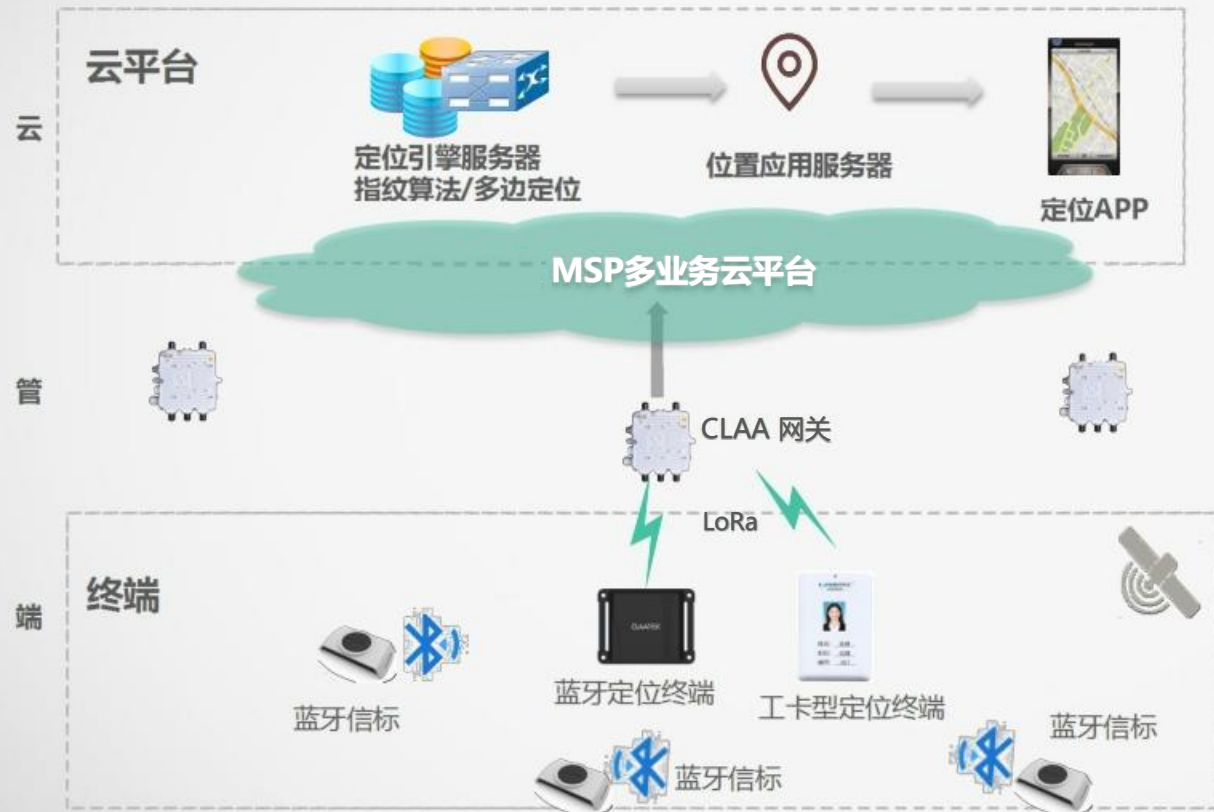 云平台
云
定位引擎服务器
指纹算法/多边定位
位置应用服务器
定位APP
MSP多业务云平台
管
CLAA 网关
LoRa
终端
端
蓝牙定位终端
工卡型定位终端
蓝牙信标
蓝牙信标
蓝牙信标